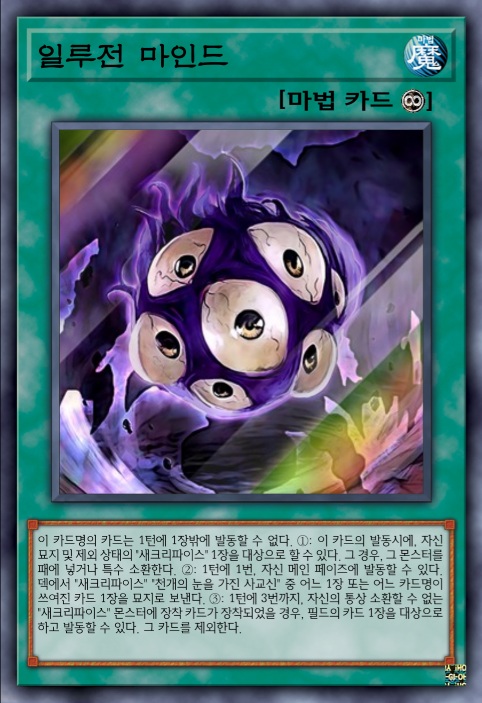 일루전 마인드
마법
魔
[마법 카드 ]
이 카드명의 카드는 1턴에 1장밖에 발동할 수 없다. ①: 이 카드의 발동시에, 자신
묘지 및 제외 상태의 "새크리파이스" 1장을 대상으로 할 수 있다. 그 경우, 그 몬스터를
패에 넣거나 특수 소환한다. ②: 1턴에 1번, 자신 메인 페이즈에 발동할 수 있다.
덱에서 "새크리파이스" "천개의 눈을 가진 사교신" 중 어느 1장 또는 어느 카드명이
쓰여진 카드 1장을 묘지로 보낸다. ③: 1턴에 3번까지, 자신의 통상 소환할 수 없는
"새크리파이스" 몬스터에 장착 카드가 장착되었을 경우, 필드의 카드 1장을 대상으로
하고 발동할 수 있다. 그 카드를 제외한다.